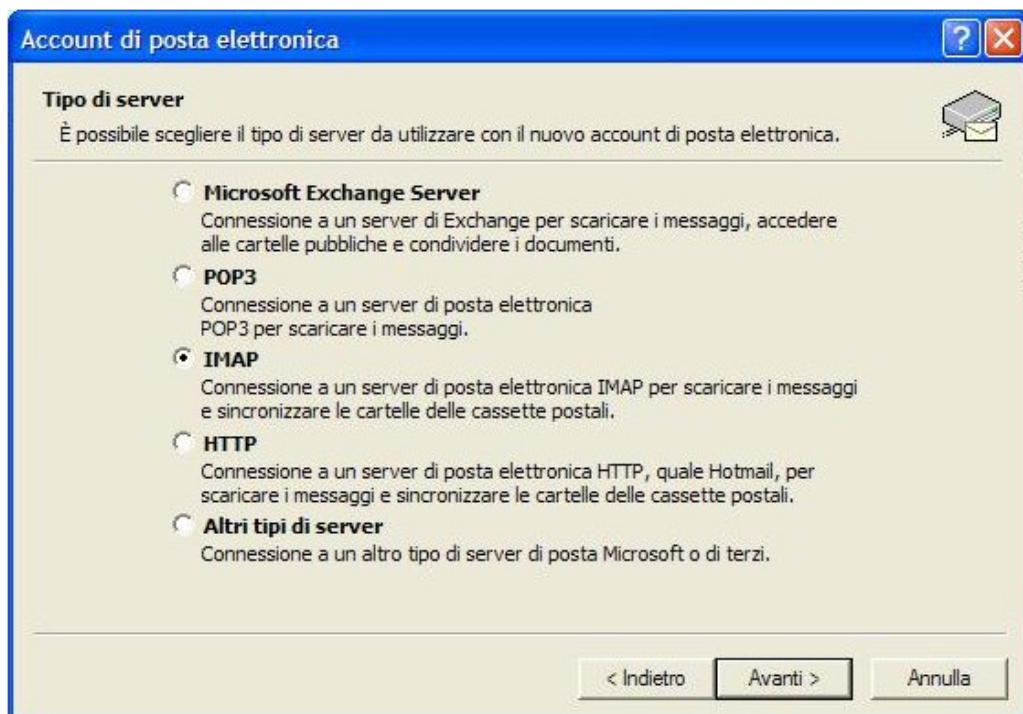 Account di posta elettronica
?
Tipo di server
È possibile scegliere il tipo di server da utilizzare con il nuovo account di posta elettronica.
Microsoft Exchange Server
Connessione a un server di Exchange per scaricare i messaggi, accedere
alle cartelle pubbliche e condividere i documenti.
POP3
Connessione a un server di posta elettronica
POP3 per scaricare i messaggi.
IMAP
Connessione a un server di posta elettronica IMAP per scaricare i messaggi
e sincronizzare le cartelle delle cassette postali.
HTTP
Connessione a un server di posta elettronica HTTP, quale Hotmail, per
scaricare i messaggi e sincronizzare le cartelle delle cassette postali.
Altri tipi di server
Connessione a un altro tipo di server di posta Microsoft o di terzi.
< Indietro Avanti > Annulla